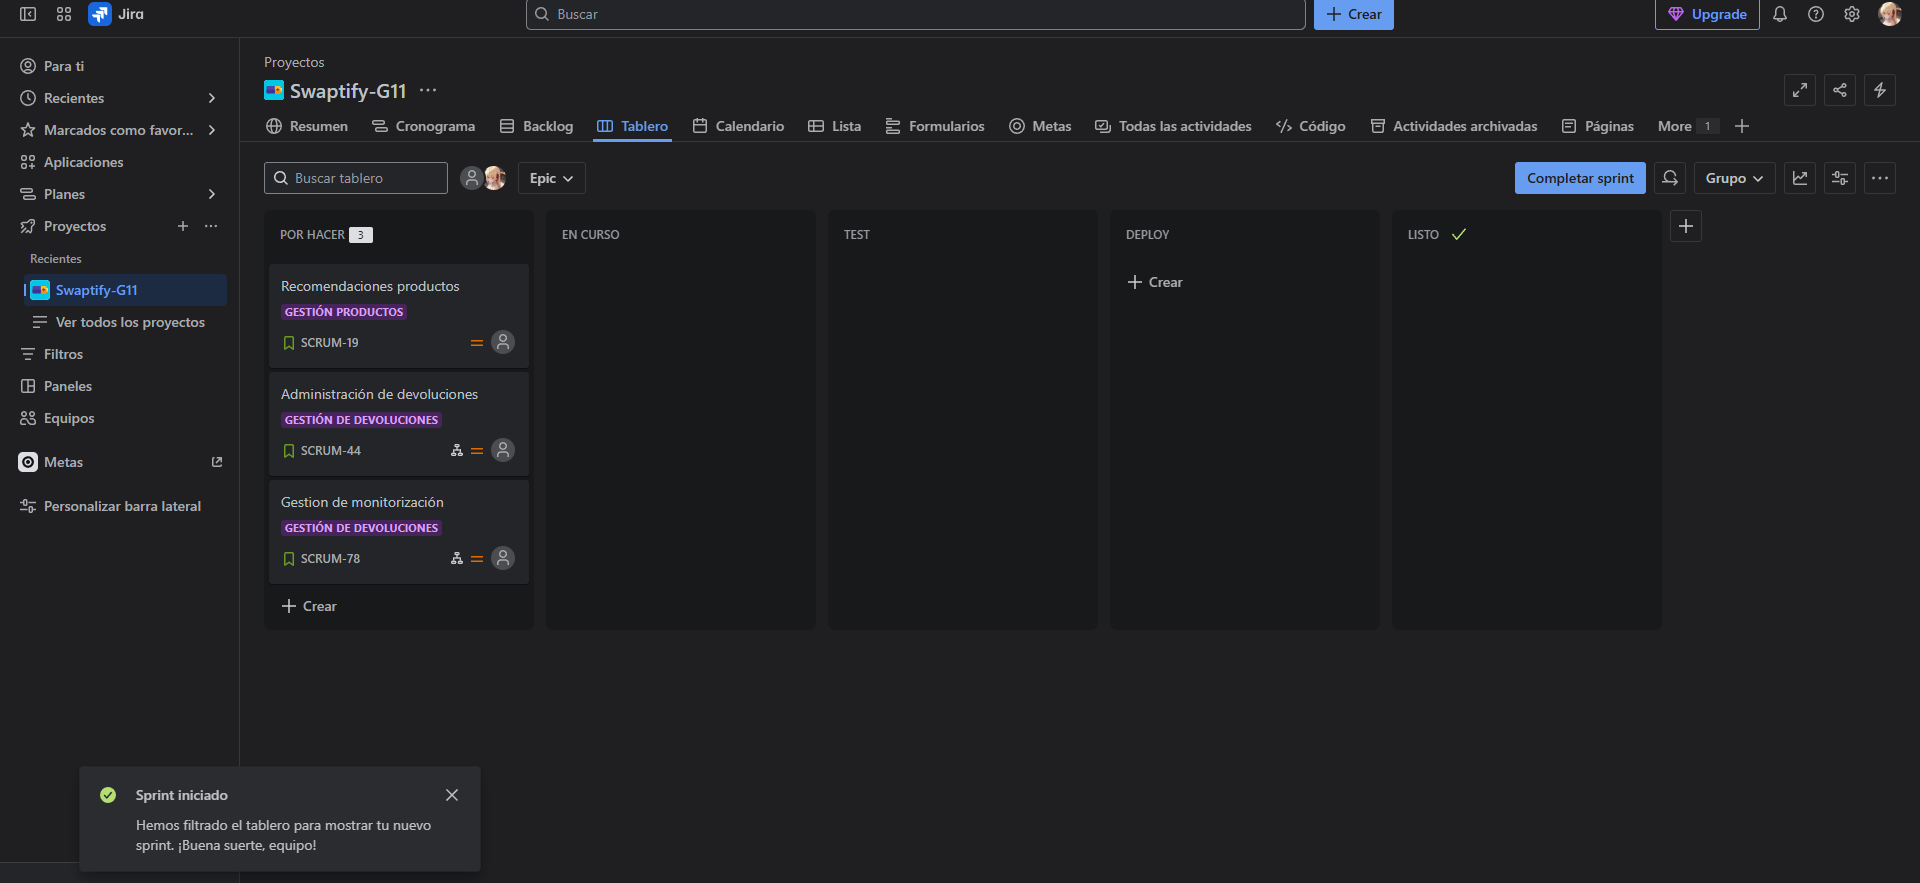 Jira
Buscar
Crear
Upgrade
Para ti
Recientes
Marcados como favor...
Aplicaciones
Planes
Proyectos
Recientes
Swaptify-G11
Ver todos los proyectos
Filtros
Paneles
Equipos
Metas
Personalizar barra lateral
Proyectos
Swaptify-G11
Resumen
Cronograma
Backlog
Tablero
Calendario
Lista
Formularios
Metas
Todas las actividades
Código
Actividades archivadas
Páginas
More 1
Buscar tablero
Epic
Completar sprint
Grupo
POR HACER 3
Recomendaciones productos
GESTIÓN PRODUCTOS
SCRUM-19
Administración de devoluciones
GESTIÓN DE DEVOLUCIONES
SCRUM-44
Gestion de monitorización
GESTIÓN DE DEVOLUCIONES
SCRUM-78
Crear
EN CURSO
TEST
DEPLOY
Crear
LISTO
Sprint iniciado
Hemos filtrado el tablero para mostrar tu nuevo
sprint. ¡Buena suerte, equipo!